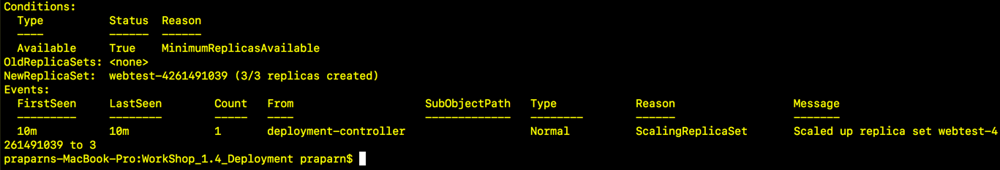 Conditions:
  Type           Status  Reason
  ----           ------  ------
  Available      True    MinimumReplicasAvailable
OldReplicaSets: <none>
NewReplicaSet:  webtest-4261491039 (3/3 replicas created)
Events:
  FirstSeen     LastSeen        Count   From                    SubObjectPath   Type            Reason                  Message
  ---------     --------        -----   ----                    -------------   --------        ------                  -------
  10m           10m             1       deployment-controller                   Normal          ScalingReplicaSet       Scaled up replica set webtest-4
261491039 to 3
praparns-MacBook-Pro:WorkShop_1.4_Deployment praparn$